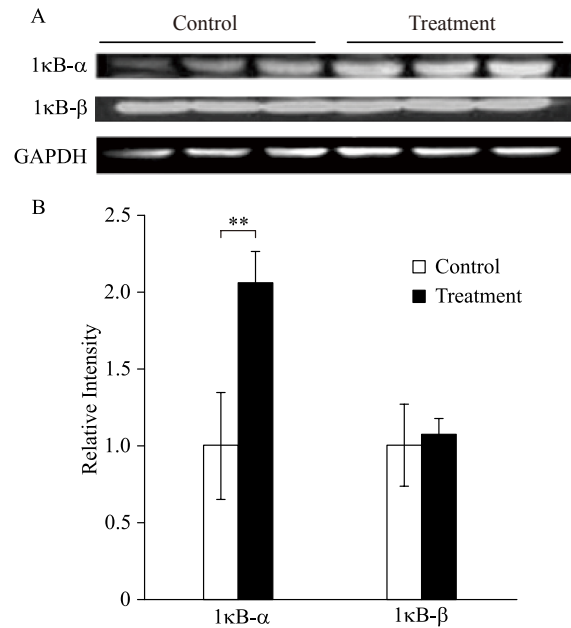 A
Control Treatment
1κB-α
1κB-β
GAPDH
B
**
Control
Treatment
Relative Intensity
2.5
2.0
1.5
1.0
0.5
0
1κB-α 1κB-β